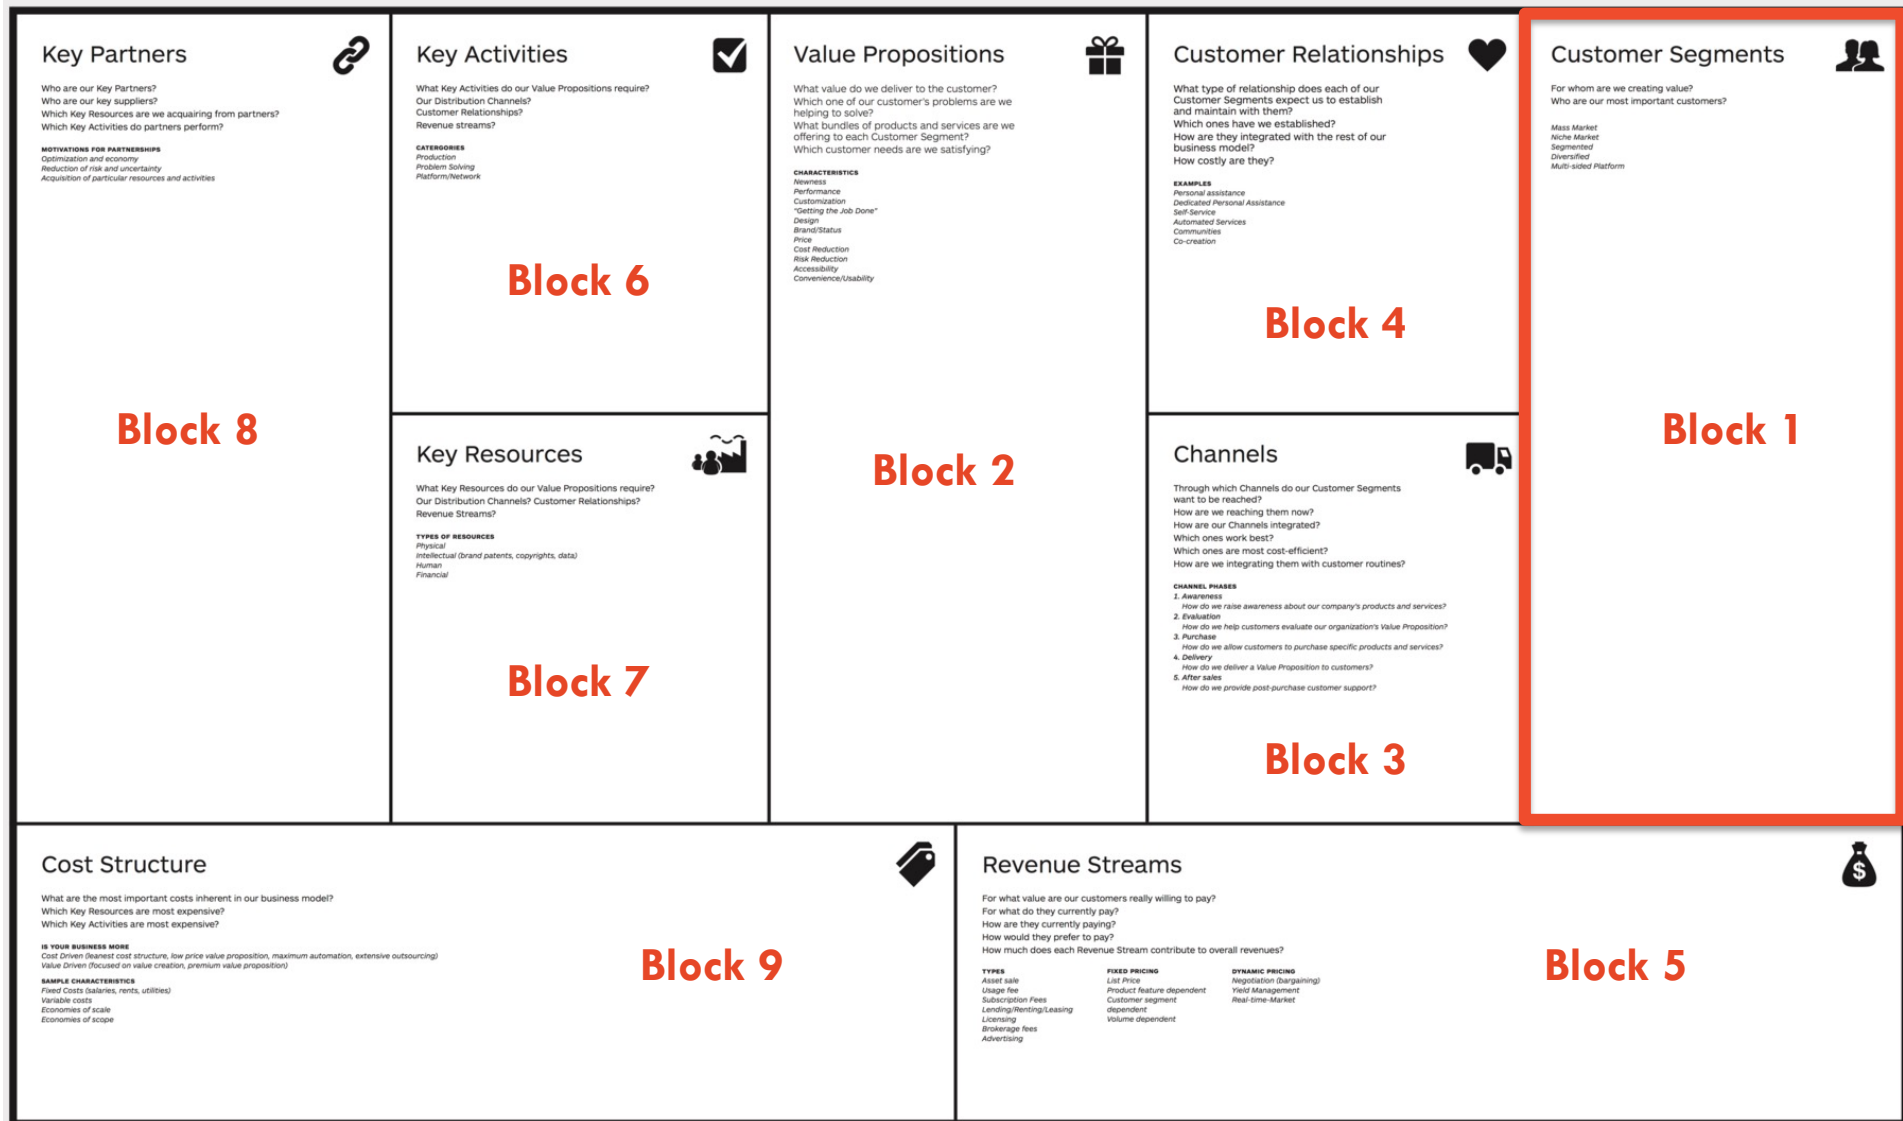 Key Partners
Who are our Key Partners?
Who are our key suppliers?
Which Key Resources are we acquairing from partners?
Which Key Activities do partners perform?
MOTIVATIONS FOR PARTNERSHIPS
Optimization and economy
Reduction of risk and uncertainty
Acquisition of particular resources and activities
Block 8
Key Activities
What Key Activities do our Value Propositions require?
Our Distribution Channels?
Customer Relationships?
Revenue streams?
CATERGORIES
Production
Problem Solving
Platform/Network
Block 6
Key Resources
What Key Resources do our Value Propositions require?
Our Distribution Channels? Customer Relationships?
Revenue Streams?
TYPES OF RESOURCES
Physical
Intellectual (brand patents, copyrights, data)
Human
Financial
Block 7
Value Propositions
What value do we deliver to the customer?
Which one of our customer's problems are we
helping to solve?
What bundles of products and services are we
offering to each Customer Segment?
Which customer needs are we satisfying?
CHARACTERISTICS
Newness
Performance
Customization
"Getting the Job Done"
Design
Brand/Status
Price
Cost Reduction
Risk Reduction
Accessibility
Convenience/Usability
Block 2
Customer Relationships
What type of relationship does each of our
Customer Segments expect us to establish
and maintain with them?
Which ones have we established?
How are they integrated with the rest of our
business model?
How costly are they?
EXAMPLES
Personal assistance
Dedicated Personal Assistance
Self-Service
Automated Services
Communities
Co-creation
Block 4
Channels
Through which Channels do our Customer Segments
want to be reached?
How are we reaching them now?
How are our Channels integrated?
Which ones work best?
Which ones are most cost-efficient?
How are we integrating them with customer routines?
CHANNEL PHASES
1. Awareness
How do we raise awareness about our company's products and services?
2. Evaluation
How do we help customers evaluate our organization's Value Proposition?
3. Purchase
How do we allow customers to purchase specific products and services?
4. Delivery
How do we deliver a Value Proposition to customers?
5. After sales
How do we provide post-purchase customer support?
Block 3
Customer Segments
For whom are we creating value?
Who are our most important customers?
Mass Market
Niche Market
Segmented
Diversified
Multi-sided Platform
Block 1
Cost Structure
What are the most important costs inherent in our business model?
Which Key Resources are most expensive?
Which Key Activities are most expensive?
IS YOUR BUSINESS MORE
Cost Driven (leanest cost structure, low price value proposition, maximum automation, extensive outsourcing)
Value Driven (focused on value creation, premium value proposition)
SAMPLE CHARACTERISTICS
Fixed Costs (salaries, rents, utilities)
Variable costs
Economies of scale
Economies of scope
Block 9
Revenue Streams
$
For what value are our customers really willing to pay?
For what do they currently pay?
How are they currently paying?
How would they prefer to pay?
How much does each Revenue Stream contribute to overall revenues?
TYPES
Asset sale
Usage fee
Subscription Fees
Lending/Renting/Leasing
Licensing
Brokerage fees
Advertising
FIXED PRICING
List Price
Product feature dependent
Customer segment
dependent
Volume dependent
DYNAMIC PRICING
Negotiation (bargaining)
Yield Management
Real-time-Market
Block 5